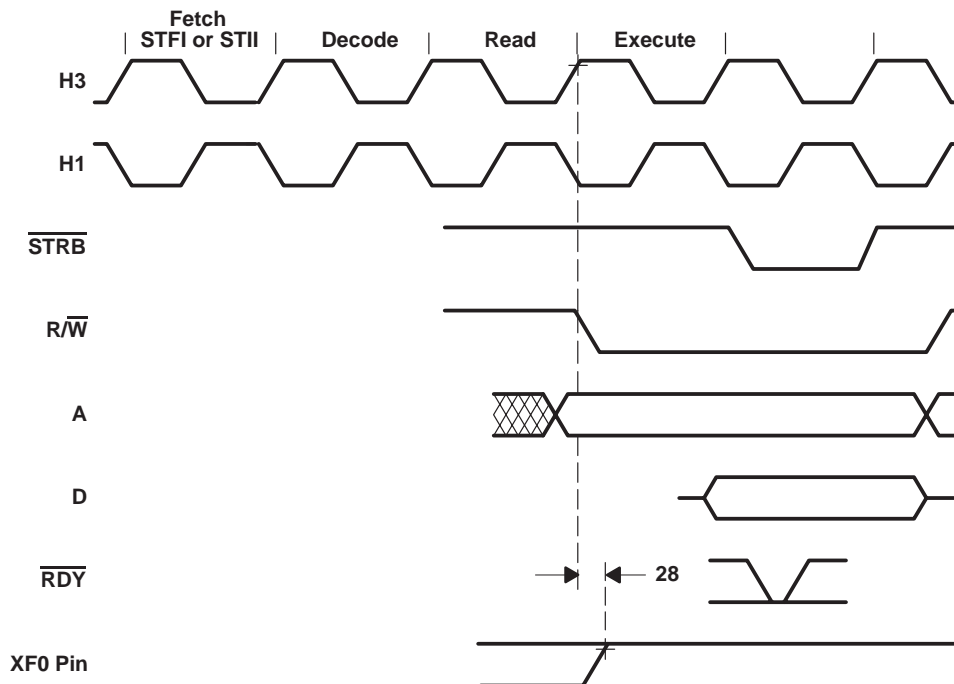 Fetch
STFI or STII
Decode
Read
Execute
H3
H1
STRB
R/W
A
D
RDY
28
XF0 Pin